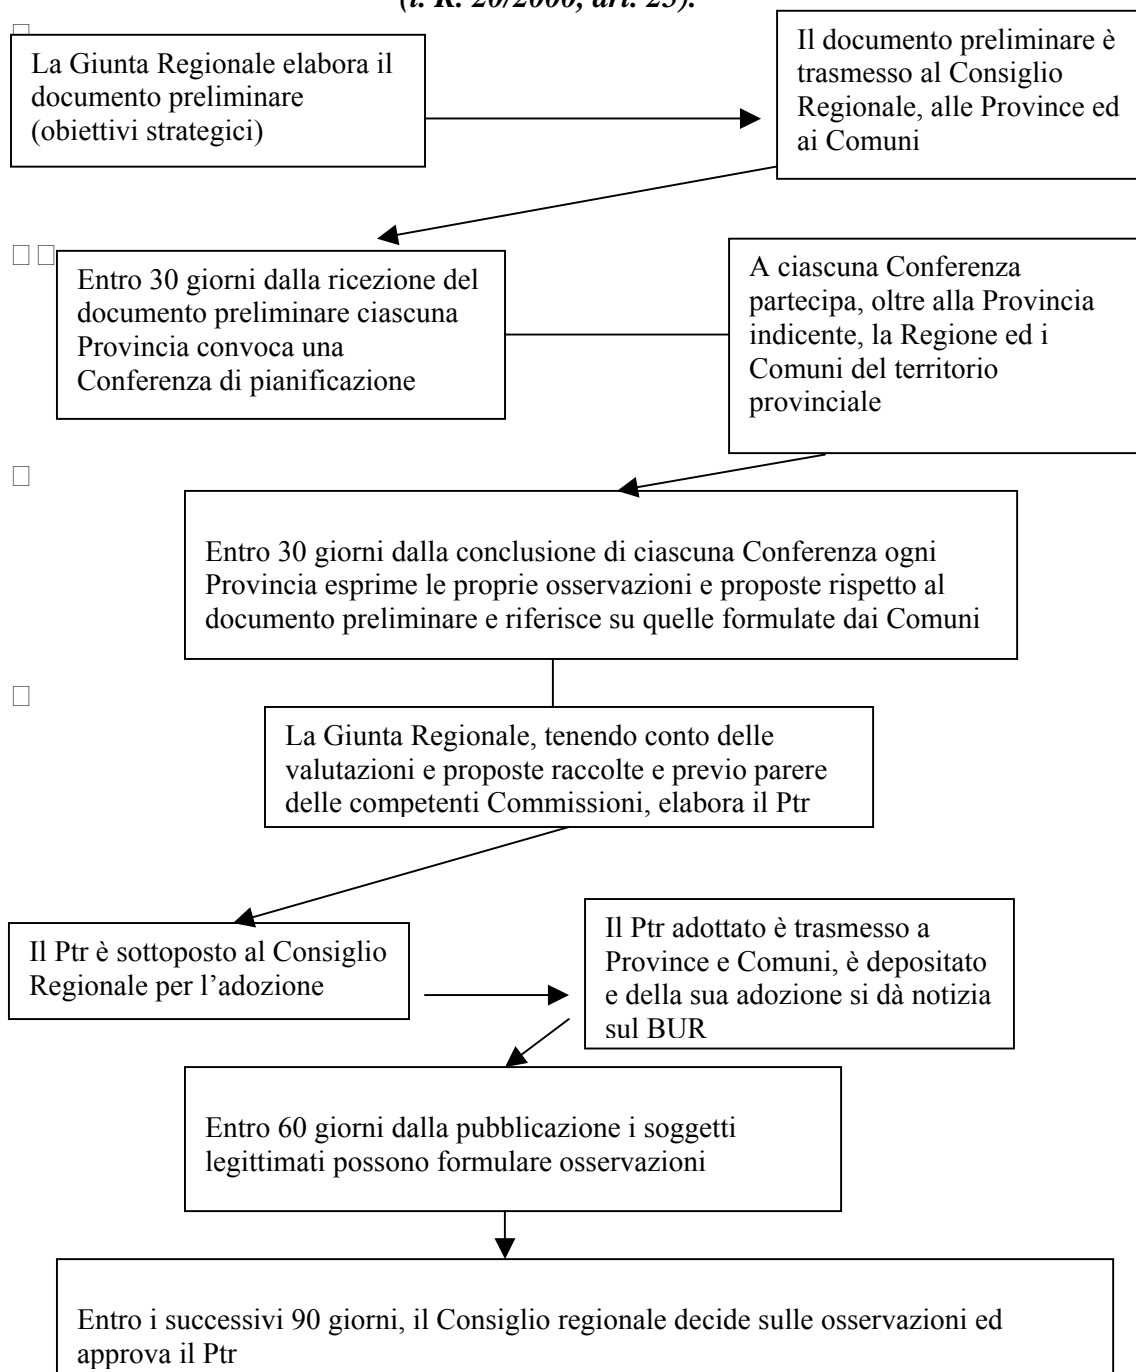 (l. R. 20/2000, art. 25).
La Giunta Regionale elabora il
documento preliminare
(obiettivi strategici)
Il documento preliminare è
trasmesso al Consiglio
Regionale, alle Province ed
ai Comuni
Entro 30 giorni dalla ricezione del
documento preliminare ciascuna
Provincia convoca una
Conferenza di pianificazione
A ciascuna Conferenza
partecipa, oltre alla Provincia
indicente, la Regione ed i
Comuni del territorio
provinciale
Entro 30 giorni dalla conclusione di ciascuna Conferenza ogni
Provincia esprime le proprie osservazioni e proposte rispetto al
documento preliminare e riferisce su quelle formulate dai Comuni
La Giunta Regionale, tenendo conto delle
valutazioni e proposte raccolte e previo parere
delle competenti Commissioni, elabora il Ptr
Il Ptr è sottoposto al Consiglio
Regionale per l’adozione
Il Ptr adottato è trasmesso a
Province e Comuni, è depositato
e della sua adozione si dà notizia
sul BUR
Entro 60 giorni dalla pubblicazione i soggetti
legittimati possono formulare osservazioni
Entro i successivi 90 giorni, il Consiglio regionale decide sulle osservazioni ed
approva il Ptr